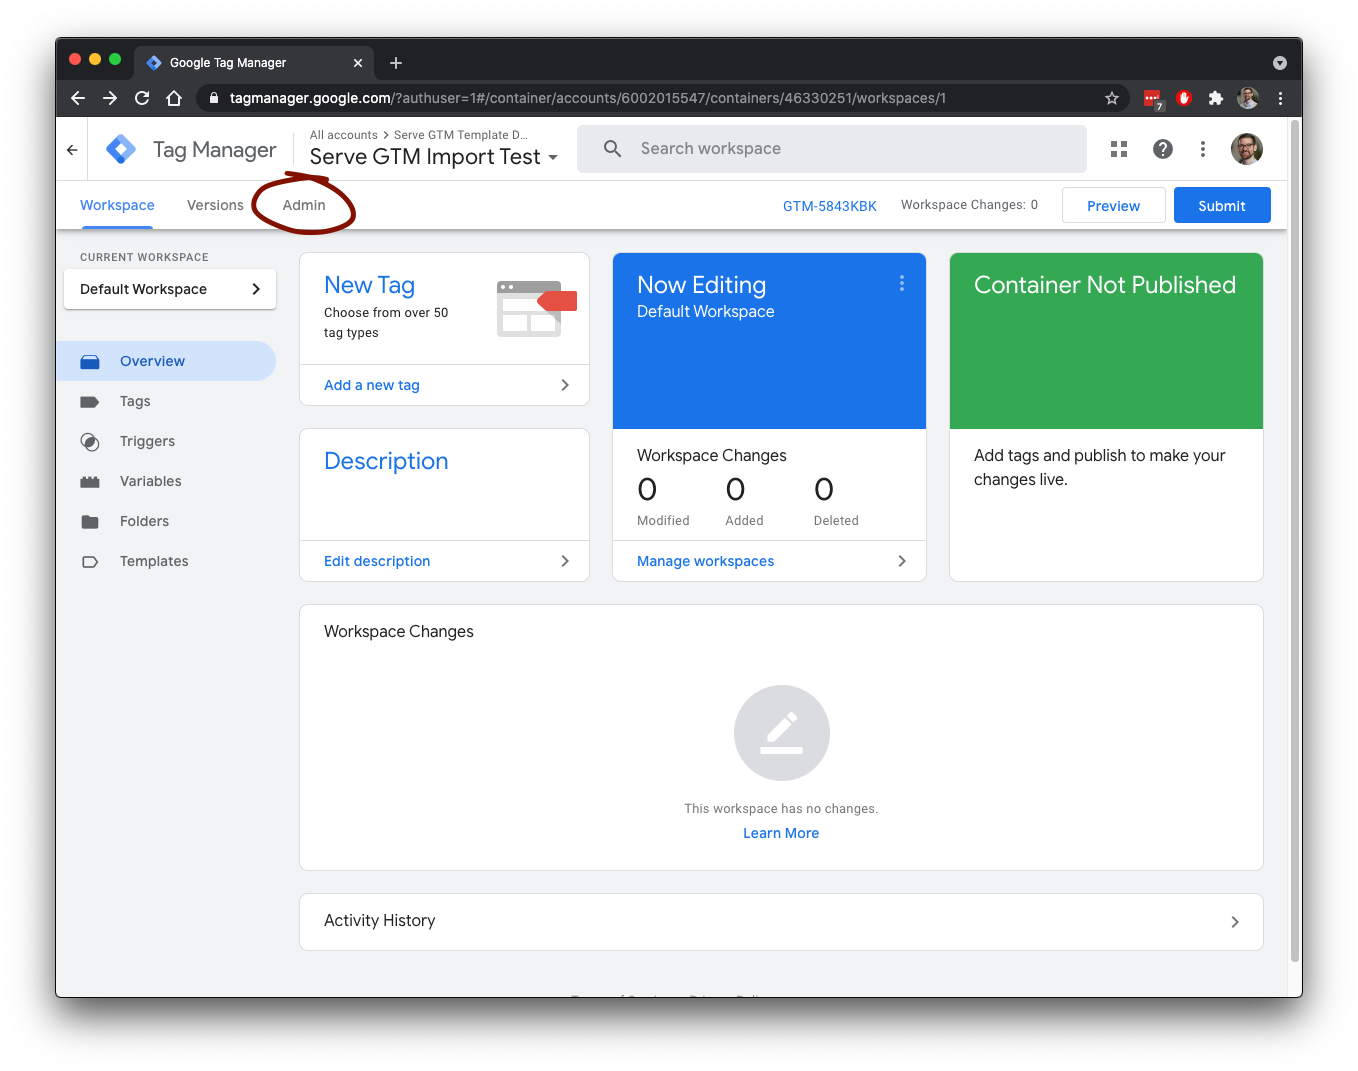 Google Tag Manager
tagmanager.google.com/?authuser=1#/container/accounts/6002015547/containers/46330251/workspaces/1
7
Tag Manager
All accounts > Serve GTM Template D...
Serve GTM Import Test
Search workspace
Workspace
Versions
Admin
GTM-5843KBK
Workspace Changes: 0
Preview
Submit
CURRENT WORKSPACE
Default Workspace
Overview
Tags
Triggers
Variables
Folders
Templates
New Tag
Choose from over 50
tag types
Add a new tag
Description
Edit description
Now Editing
Default Workspace
Workspace Changes
0 0 0
Modified Added Deleted
Manage workspaces
Container Not Published
Add tags and publish to make your
changes live.
Workspace Changes
This workspace has no changes.
Learn More
Activity History